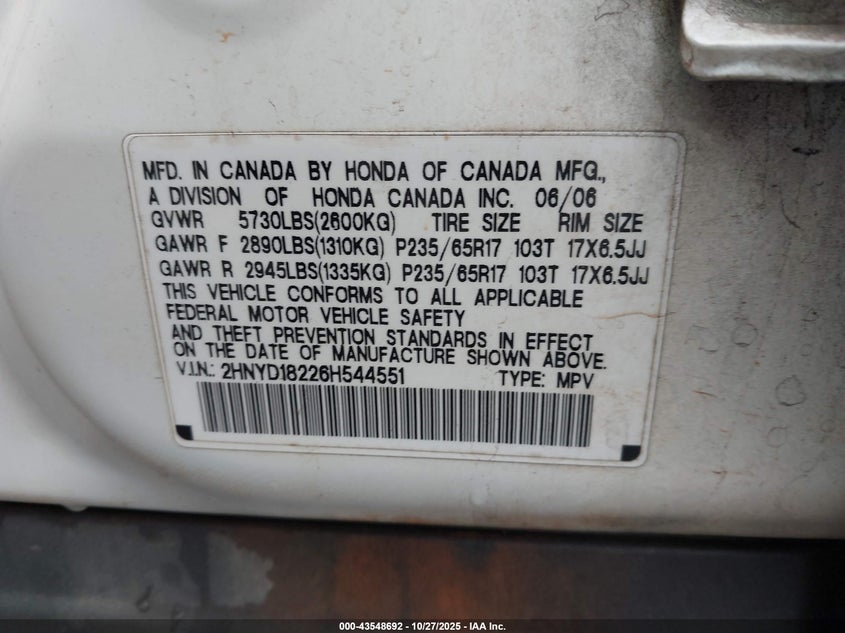 MFD. IN CANADA BY HONDA OF CANADA MFG.,
A DIVISION OF HONDA CANADA INC. 06/06
GVWR 5730LBS(2600KG) TIRE SIZE RIM SIZE
GAWR F 2890LBS(1310KG) P235/65R17 103T 17X6.5JJ
GAWR R 2945LBS(1335KG) P235/65R17 103T 17X6.5JJ
THIS VEHICLE CONFORMS TO ALL APPLICABLE
FEDERAL MOTOR VEHICLE SAFETY
AND THEFT PREVENTION STANDARDS IN EFFECT
ON THE DATE OF MANUFACTURE SHOWN ABOVE.
V.I.N.: 2HNYD18226H544551 TYPE: MPV
000-43548692 - 10/27/2025 - IAA Inc.